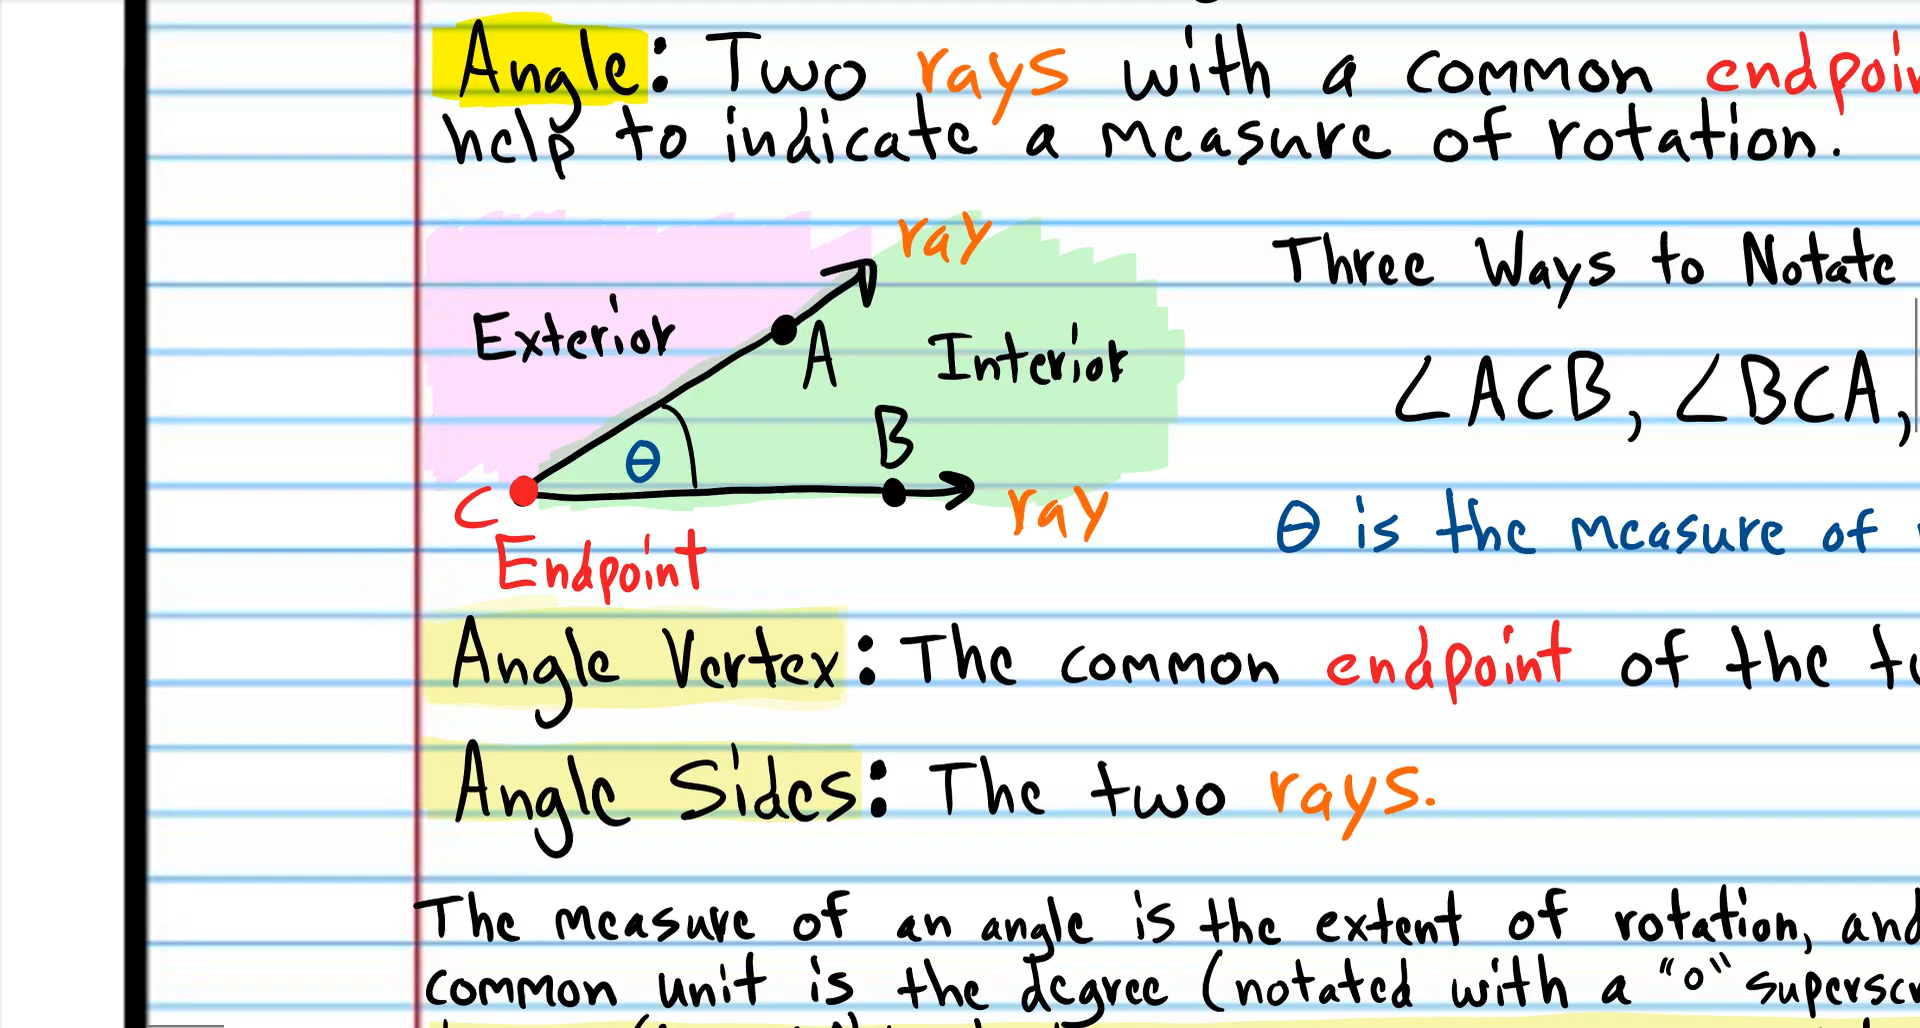 Angle: Two rays with a common
help to indicate a measure of rotation.
ray
Exterior
A
Interior
B
θ
C
ray
Endpoint
Three Ways to Notate
∠ACB, ∠BCA,
θ is the measure of
Angle Vertex: The common endpoint of the
Angle Sides: The two rays.
The measure of an angle is the extent of rotation, and
common unit is the degree (notated with a "o"